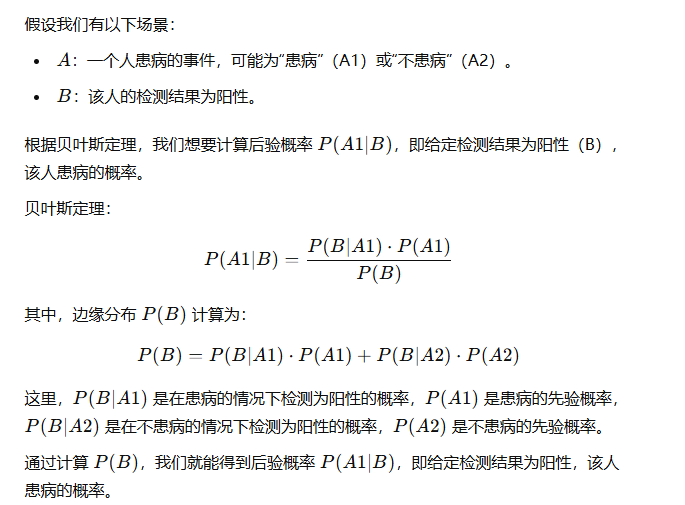 假设我们有以下场景：
• A：一个人患病的事件，可能为“患病”（A1）或“不患病”（A2）。
• B：该人的检测结果为阳性。
根据贝叶斯定理，我们想要计算后验概率 P(A1|B)，即给定检测结果为阳性（B），
该人患病的概率。
贝叶斯定理：
P(A1|B) = \frac{P(B|A1) · P(A1)}{P(B)}
其中，边缘分布 P(B) 计算为：
P(B) = P(B|A1) · P(A1) + P(B|A2) · P(A2)
这里，P(B|A1) 是在患病的情况下检测为阳性的概率，P(A1) 是患病的先验概率，
P(B|A2) 是在不患病的情况下检测为阳性的概率，P(A2) 是不患病的先验概率。
通过计算 P(B)，我们就能得到后验概率 P(A1|B)，即给定检测结果为阳性，该人
患病的概率。